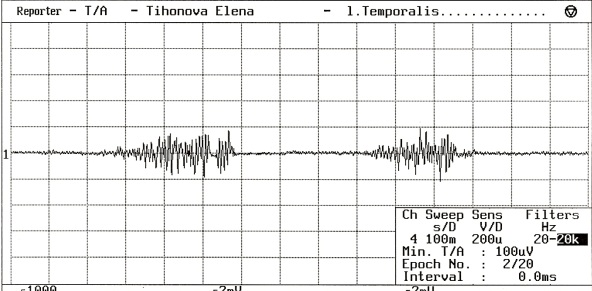 Reporter - T/A - Tihonova Elena - l.Temporalis..............
1
Ch Sweep Sens Filters
s/D V/D Hz
4 100m 200u 20-20k
Min. T/A : 100uV
Epoch No. : 2/20
Interval : 0.0ms